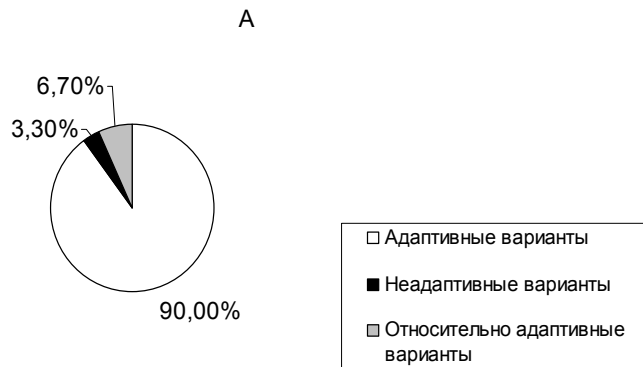 А
6,70%
3,30%
90,00%
Адаптивные варианты
Неадаптивные варианты
Относительно адаптивные
варианты